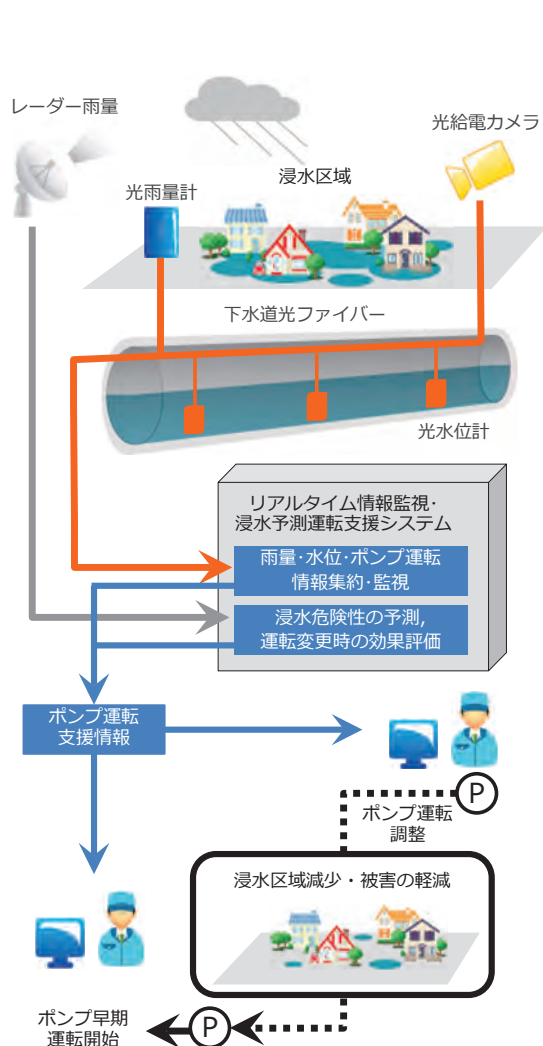 レーダー雨量
光給電カメラ
浸水区域
光雨量計
下水道光ファイバー
光水位計
リアルタイム情報監視･
浸水予測運転支援システム
雨量･水位･ポンプ運転
情報集約･監視
浸水危険性の予測,
運転変更時の効果評価
ポンプ運転
支援情報
P
ポンプ運転
調整
浸水区域減少・被害の軽減
ポンプ早期
運転開始
P